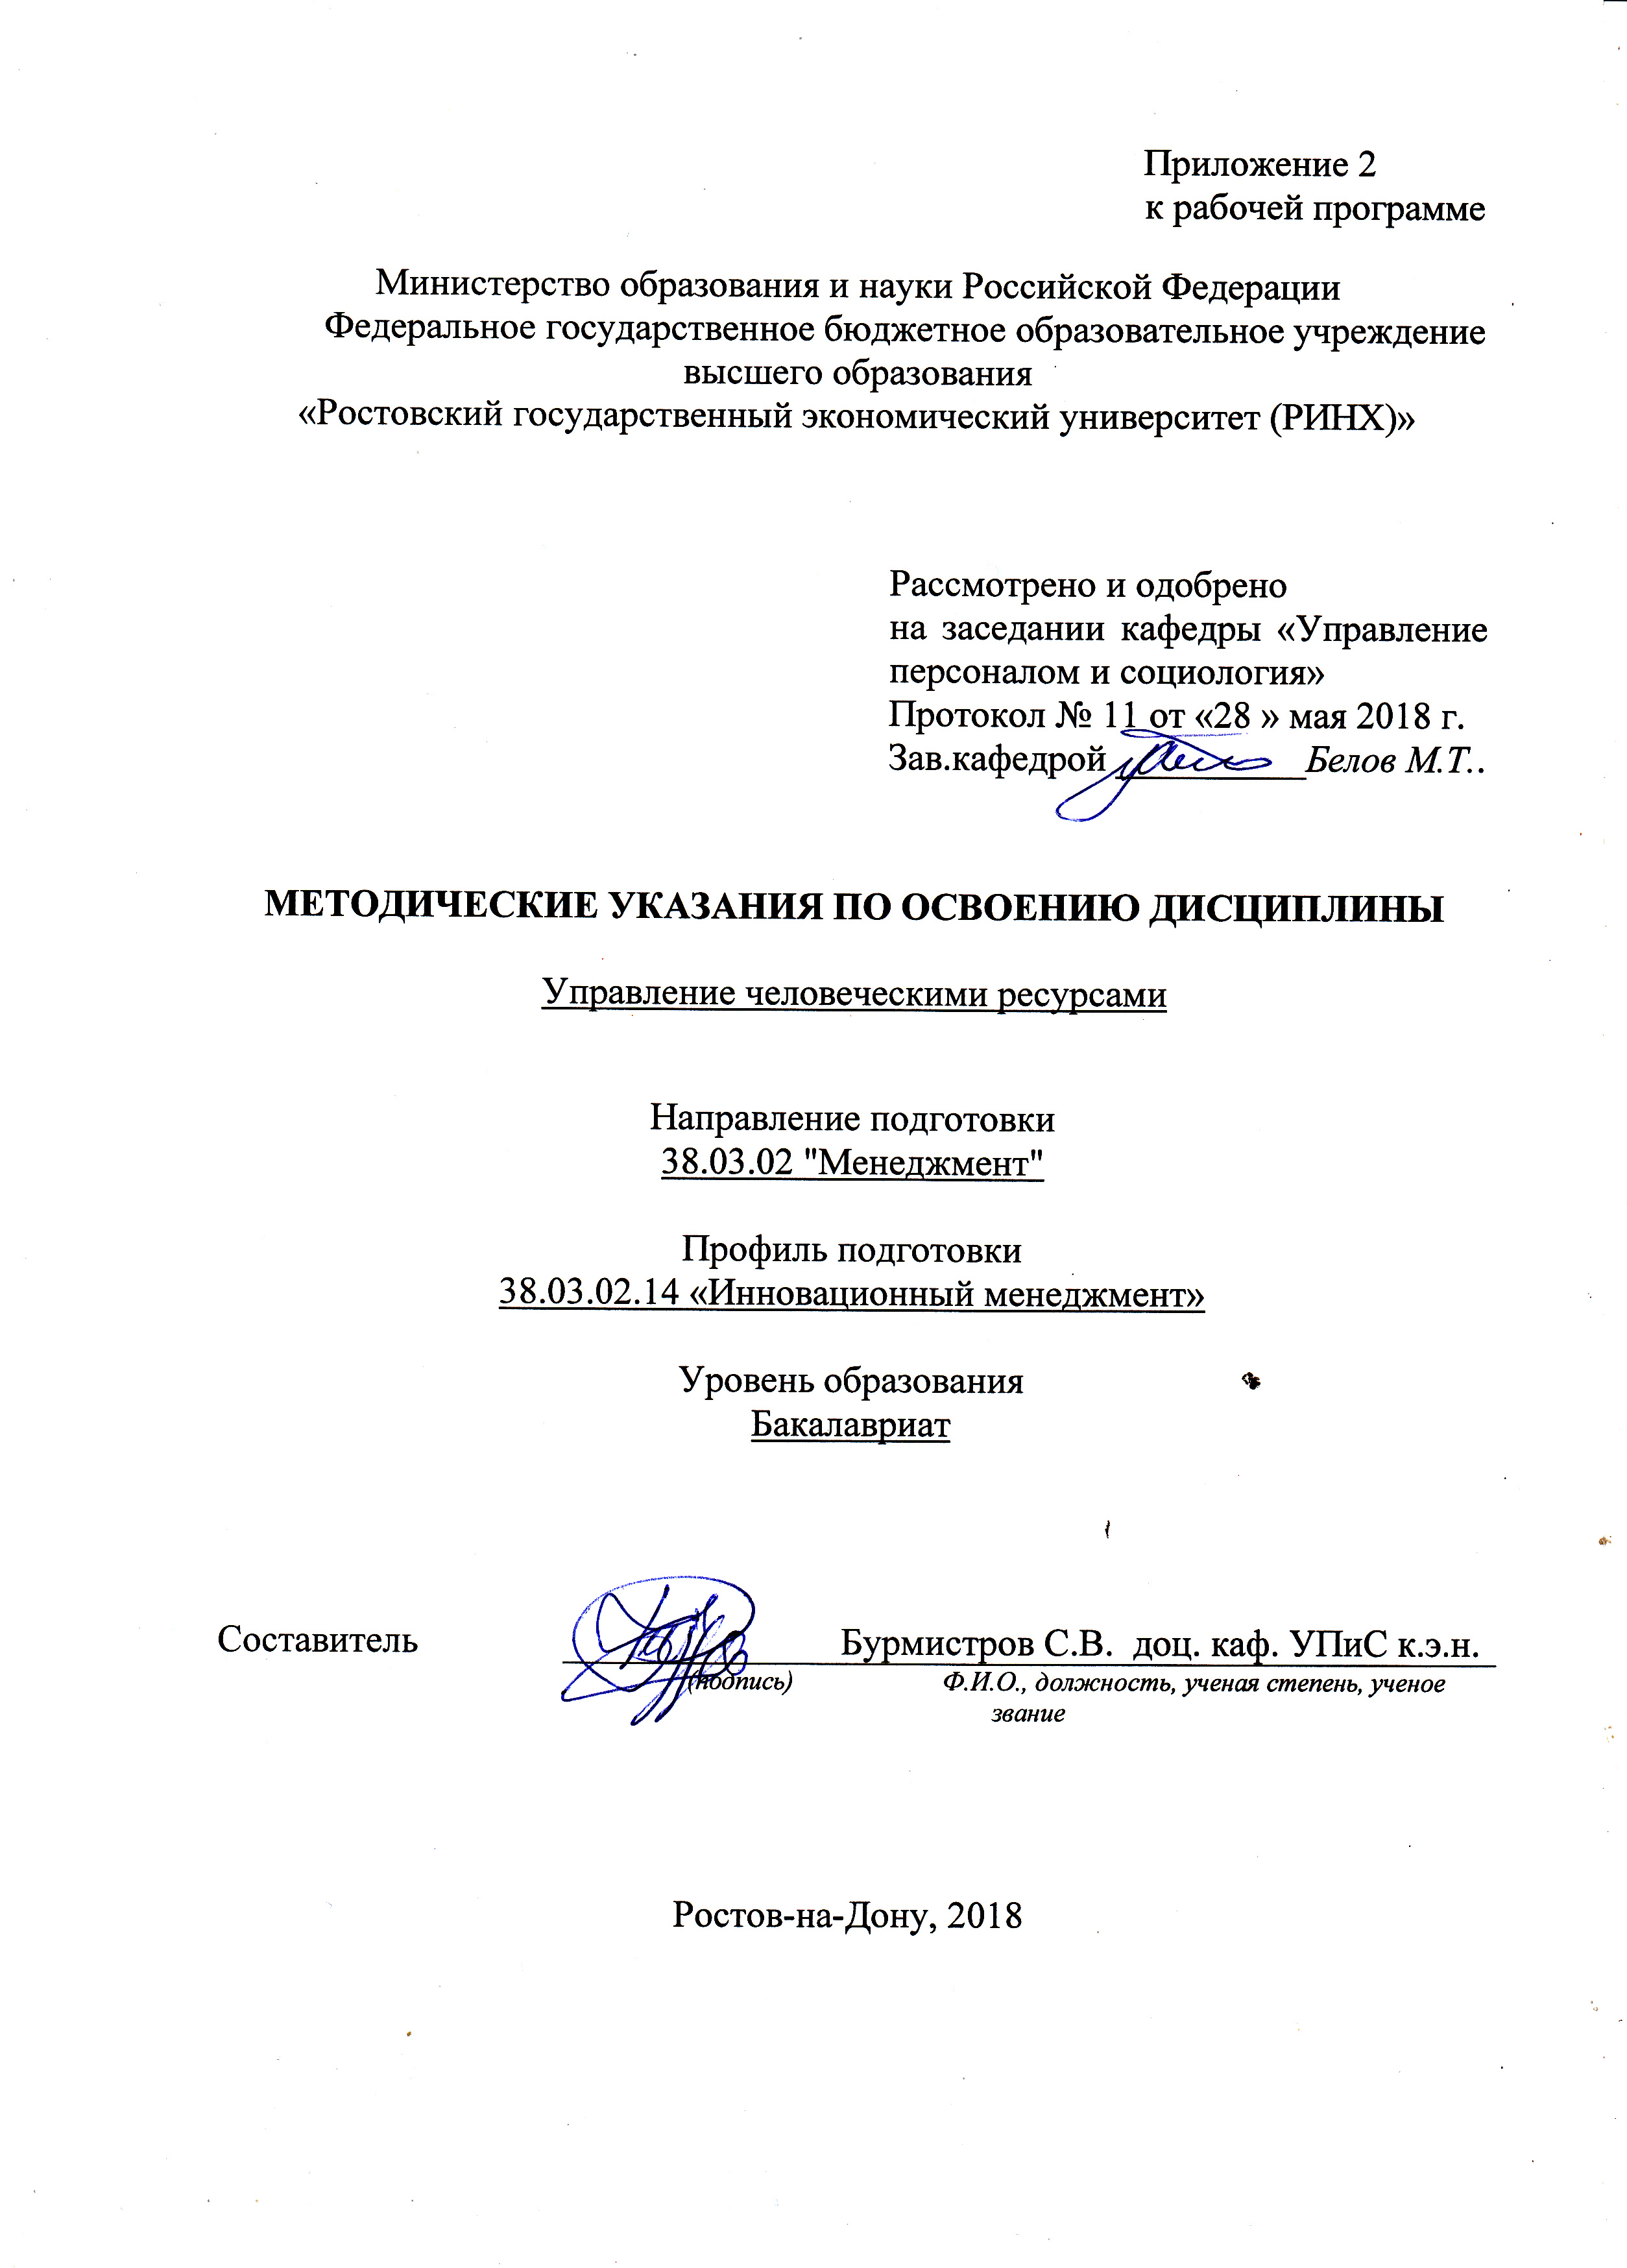 Приложение 2
к рабочей программе
Министерство образования и науки Российской Федерации
Федеральное государственное бюджетное образовательное учреждение
высшего образования
«Ростовский государственный экономический университет (РИНХ)»
Рассмотрено и одобрено
на заседании кафедры «Управление
персоналом и социология»
Протокол № 11 от «28 » мая 2018 г.
Зав.кафедрой Белов М.Т..
МЕТОДИЧЕСКИЕ УКАЗАНИЯ ПО ОСВОЕНИЮ ДИСЦИПЛИНЫ
Управление человеческими ресурсами
Направление подготовки
38.03.02 "Менеджмент"
Профиль подготовки
38.03.02.14 «Инновационный менеджмент»
Уровень образования
Бакалавриат
Составитель Бурмистров С.В. доц. каф. УПиС к.э.н.
(подпись) Ф.И.О., должность, ученая степень, ученое
звание
Ростов-на-Дону, 2018